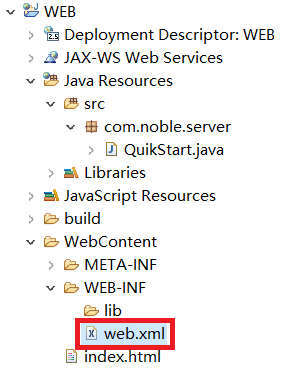 WEB
Deployment Descriptor: WEB
JAX-WS Web Services
Java Resources
src
com.noble.server
QuikStart.java
Libraries
JavaScript Resources
build
WebContent
META-INF
WEB-INF
lib
web.xml
index.html